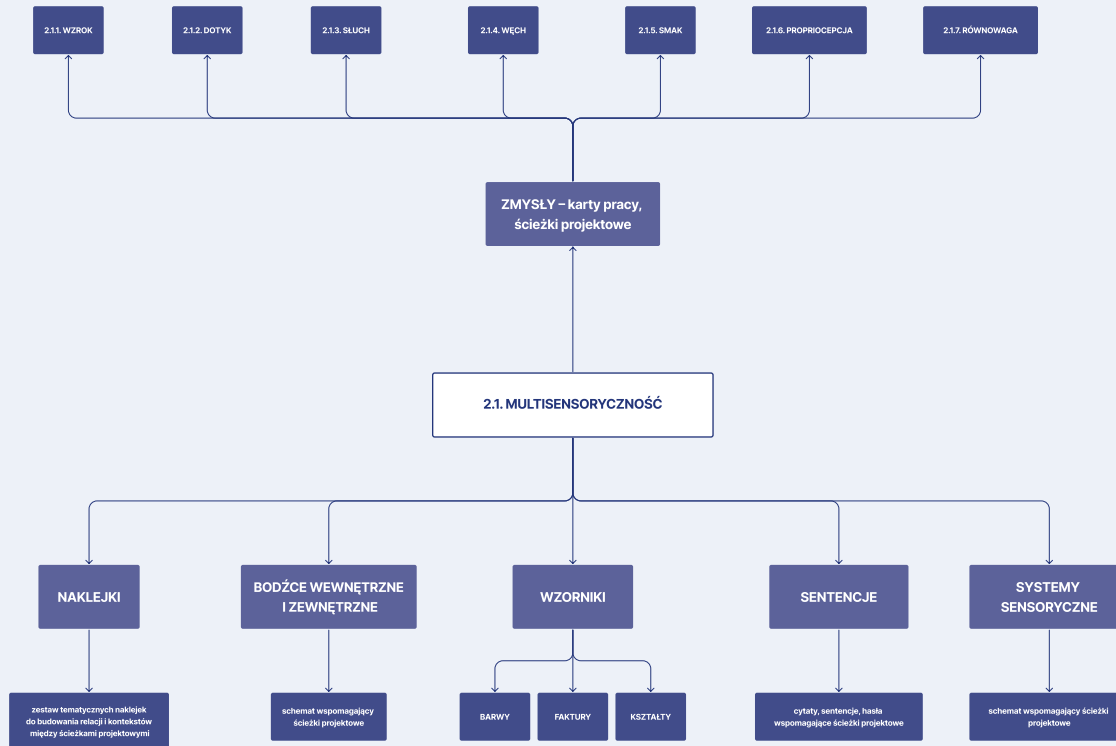 2.1.1. WZROK
2.1.2. DOTYK
2.1.3. SŁUCH
2.1.4. WĘCH
2.1.5. SMAK
2.1.6. PROPRIOCEPCJA
2.1.7. RÓWNOWAGA
ZMYSŁY – karty pracy,
ścieżki projektowe
2.1. MULTISENSORYCZNOŚĆ
NAKLEJKI
BODŹCE WEWNĘTRZNE
I ZEWNĘTRZNE
WZORNIKI
SENTENCJE
SYSTEMY
SENSORYCZNE
zestaw tematycznych naklejek
do budowania relacji i kontekstów
między ścieżkami projektowymi
schemat wspomagający
ścieżki projektowe
BARWY
FAKTURY
KSZTAŁTY
cytaty, sentencje, hasła
wspomagające ścieżki projektowe
schemat wspomagający ścieżki
projektowe